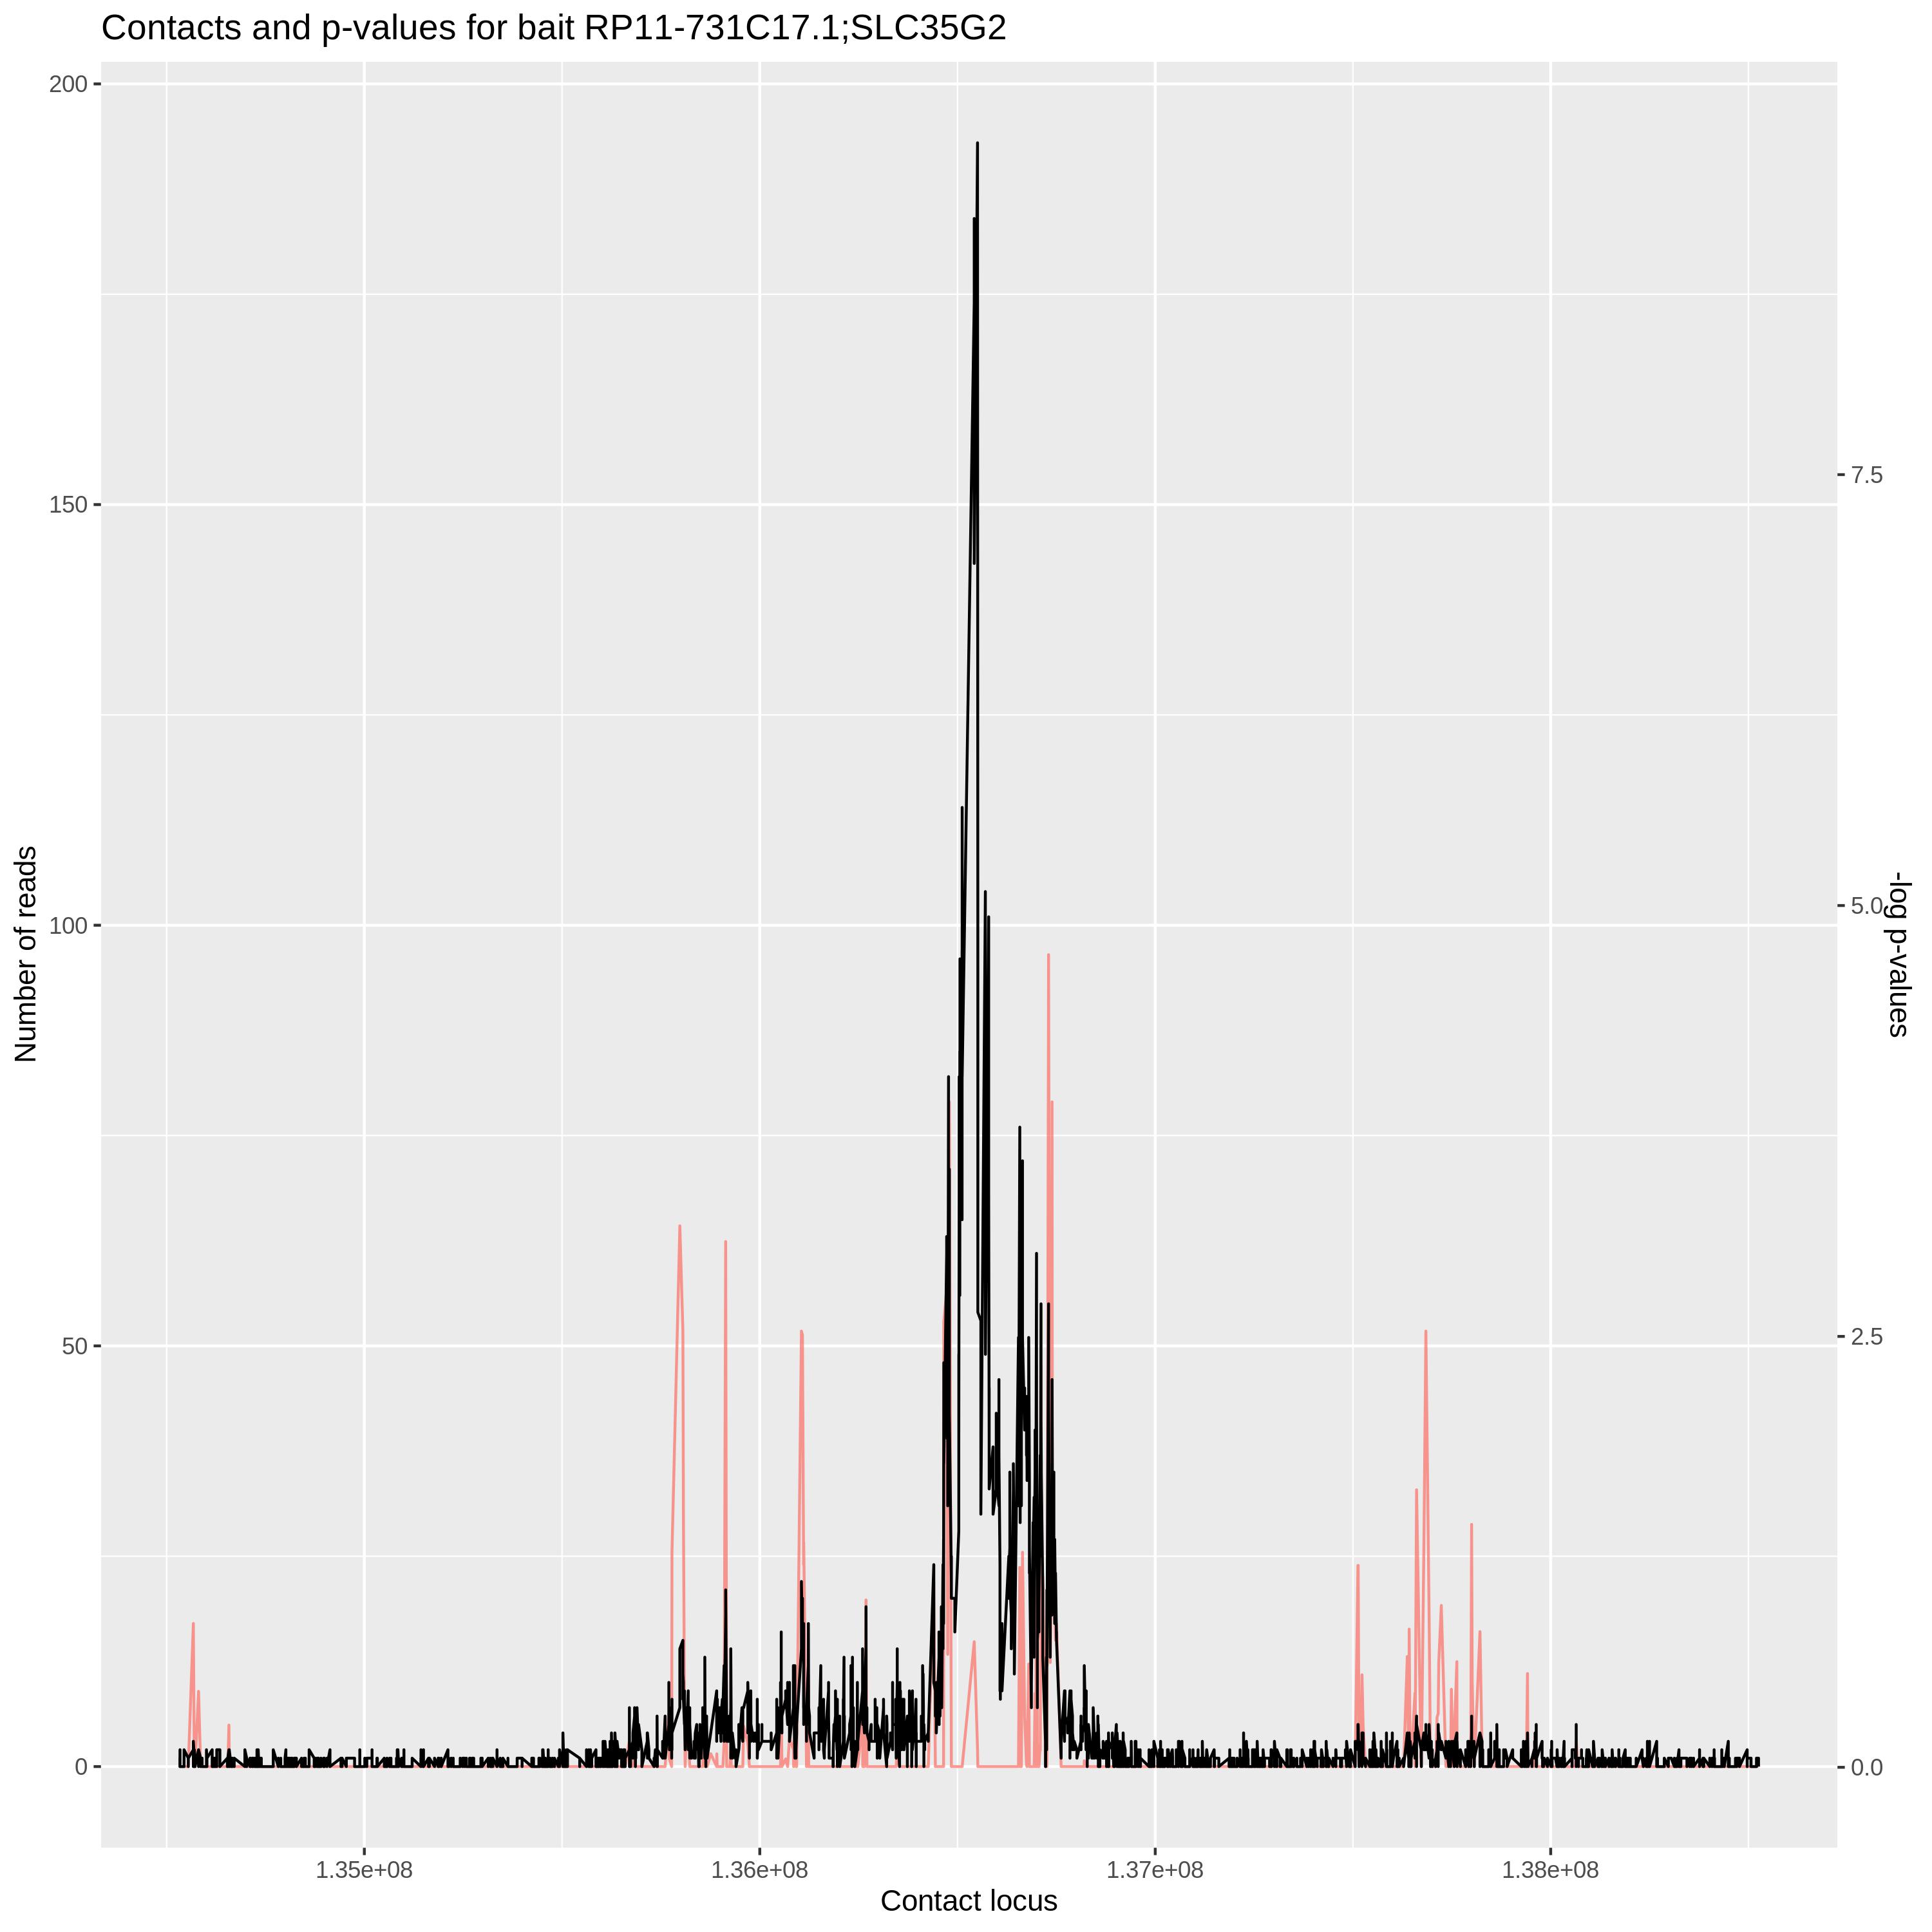 Contacts and p-values for bait RP11-731C17.1;SLC35G2
200
150
100
50
0
Number of reads
7.5
5.0
2.5
0.0
-log p-values
1.35e+08
1.36e+08
1.37e+08
1.38e+08
Contact locus